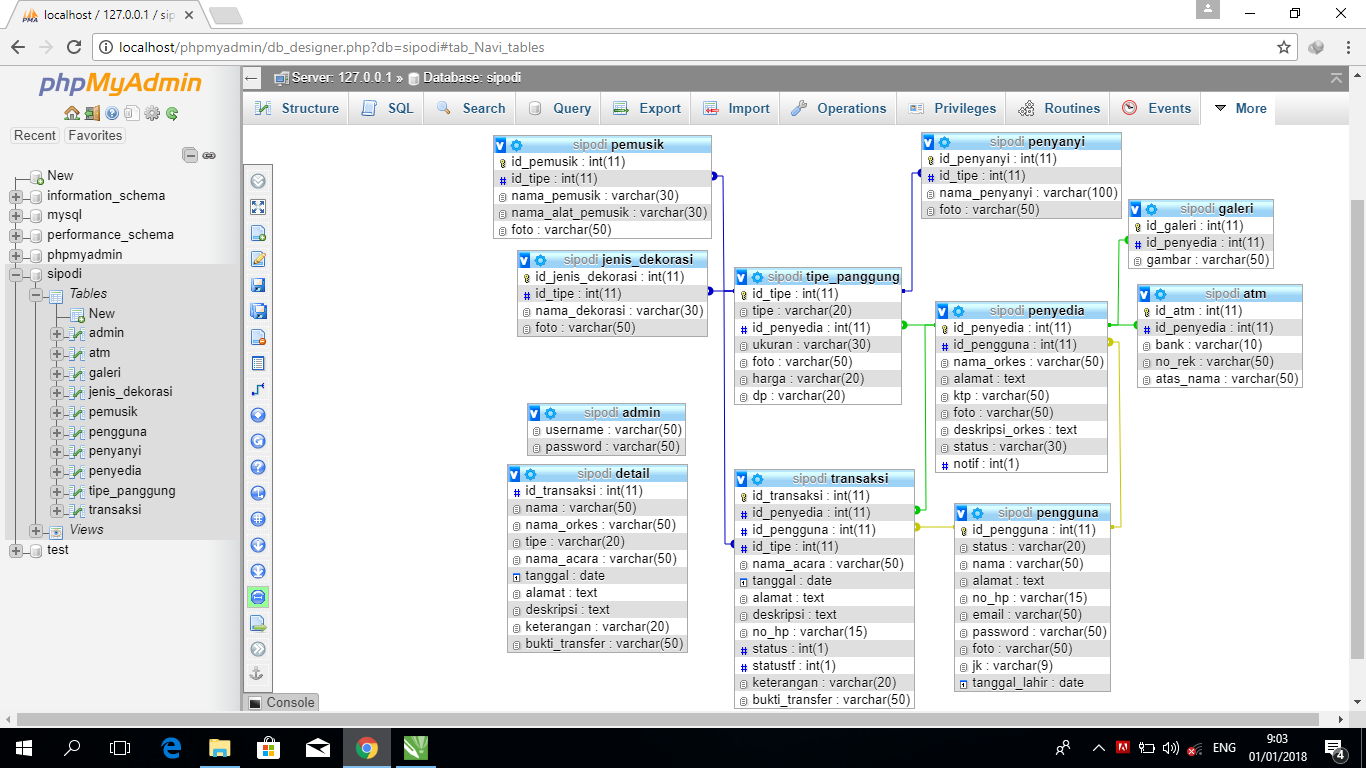 localhost / 127.0.0.1 / sip
localhost/phpmyadmin/db_designer.php?db=sipodi#tab_Navi_tables
phpMyAdmin
Recent
Favorites
New
information_schema
mysql
performance_schema
phpmyadmin
sipodi
Tables
New
admin
atm
galeri
jenis_dekorasi
pemusik
pengguna
penyanyi
penyedia
tipe_panggung
transaksi
Views
test
Server: 127.0.0.1 » Database: sipodi
Structure SQL Search Query Export Import Operations Privileges Routines Events More
sipodi pemusik
id_pemusik : int(11)
id_tipe : int(11)
nama_pemusik : varchar(30)
nama_alat_pemusik : varchar(30)
foto : varchar(50)
sipodi jenis_dekorasi
id_jenis_dekorasi : int(11)
id_tipe : int(11)
nama_dekorasi : varchar(30)
foto : varchar(50)
sipodi admin
username : varchar(50)
password : varchar(50)
sipodi detail
id_transaksi : int(11)
nama : varchar(50)
nama_orkes : varchar(50)
tipe : varchar(20)
nama_acara : varchar(50)
tanggal : date
alamat : text
deskripsi : text
keterangan : varchar(20)
bukti_transfer : varchar(50)
sipodi tipe_panggung
id_tipe : int(11)
tipe : varchar(20)
id_penyedia : int(11)
ukuran : varchar(30)
foto : varchar(50)
harga : varchar(20)
dp : varchar(20)
sipodi transaksi
id_transaksi : int(11)
id_penyedia : int(11)
id_pengguna : int(11)
id_tipe : int(11)
nama_acara : varchar(50)
tanggal : date
alamat : text
deskripsi : text
no_hp : varchar(15)
status : int(1)
statustf : int(1)
keterangan : varchar(20)
bukti_transfer : varchar(50)
sipodi penyanyi
id_penyanyi : int(11)
id_tipe : int(11)
nama_penyanyi : varchar(100)
foto : varchar(50)
sipodi penyedia
id_penyedia : int(11)
id_pengguna : int(11)
nama_orkes : varchar(50)
alamat : text
ktp : varchar(50)
foto : varchar(50)
deskripsi_orkes : text
status : varchar(30)
notif : int(1)
sipodi pengguna
id_pengguna : int(11)
status : varchar(20)
nama : varchar(50)
alamat : text
no_hp : varchar(15)
email : varchar(50)
password : varchar(50)
foto : varchar(50)
jk : varchar(9)
tanggal_lahir : date
sipodi galeri
id_galeri : int(11)
id_penyedia : int(11)
gambar : varchar(50)
sipodi atm
id_atm : int(11)
id_penyedia : int(11)
bank : varchar(10)
no_rek : varchar(50)
atas_nama : varchar(50)
Console
ENG
9:03
01/01/2018
4